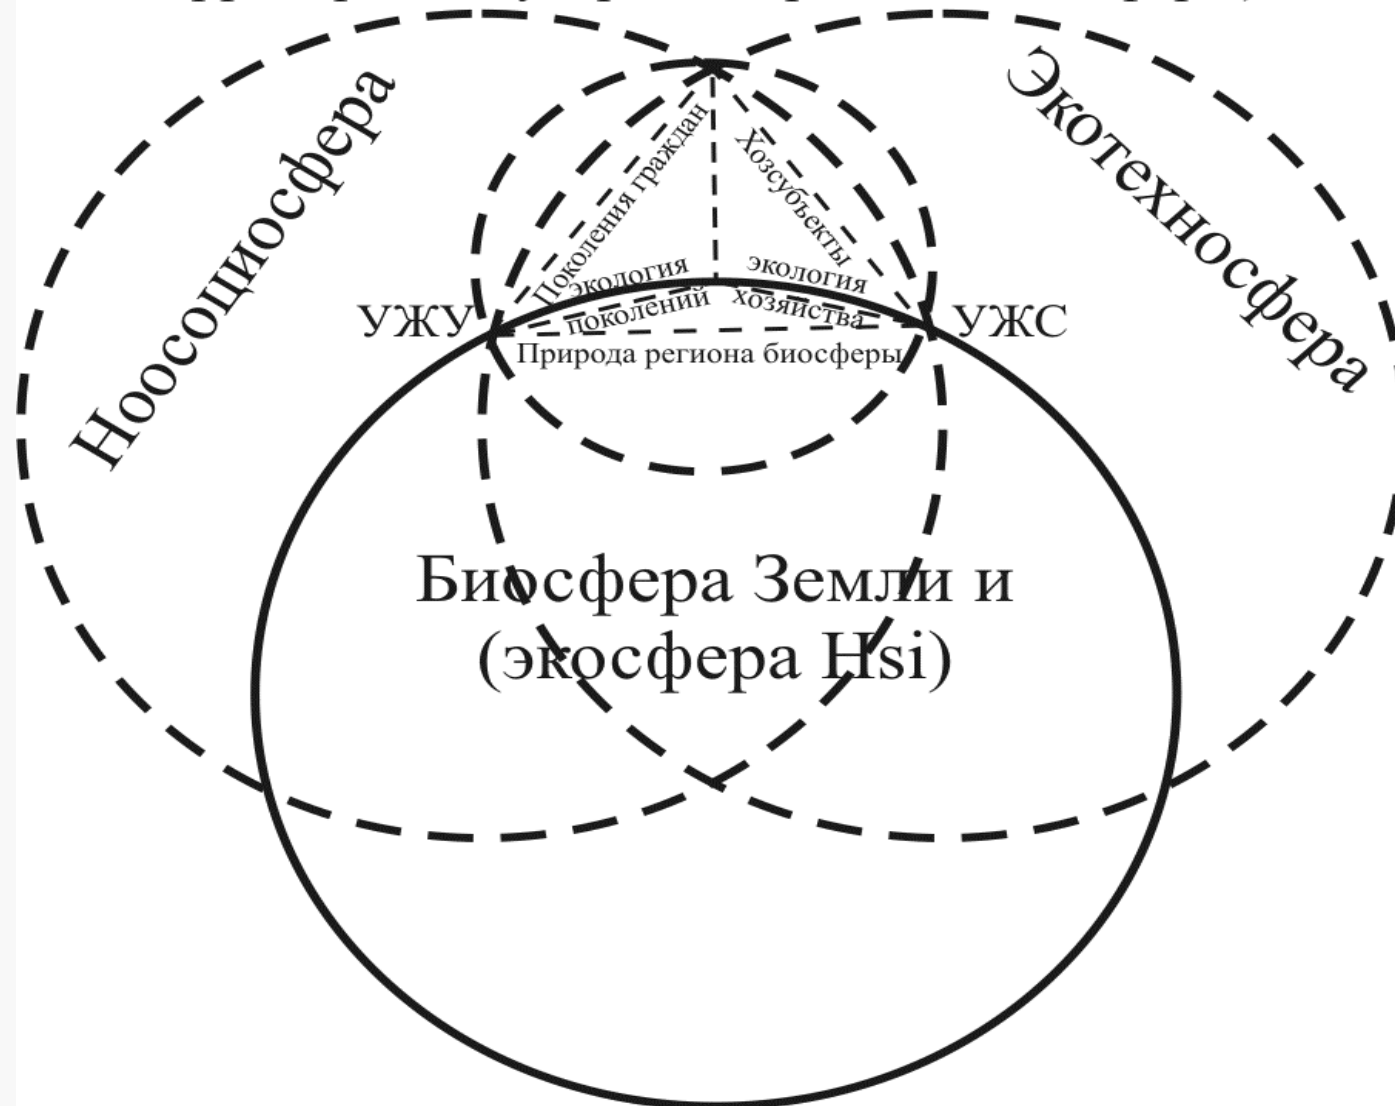 Ноосоциосфера
Экотехносфера
Поколения граждан
Хозсубъекты
экология
поколений
экология
хозяйства
УЖУ
УЖС
Природа региона биосферы
Биосфера Земли и
(экосфера Hsi)